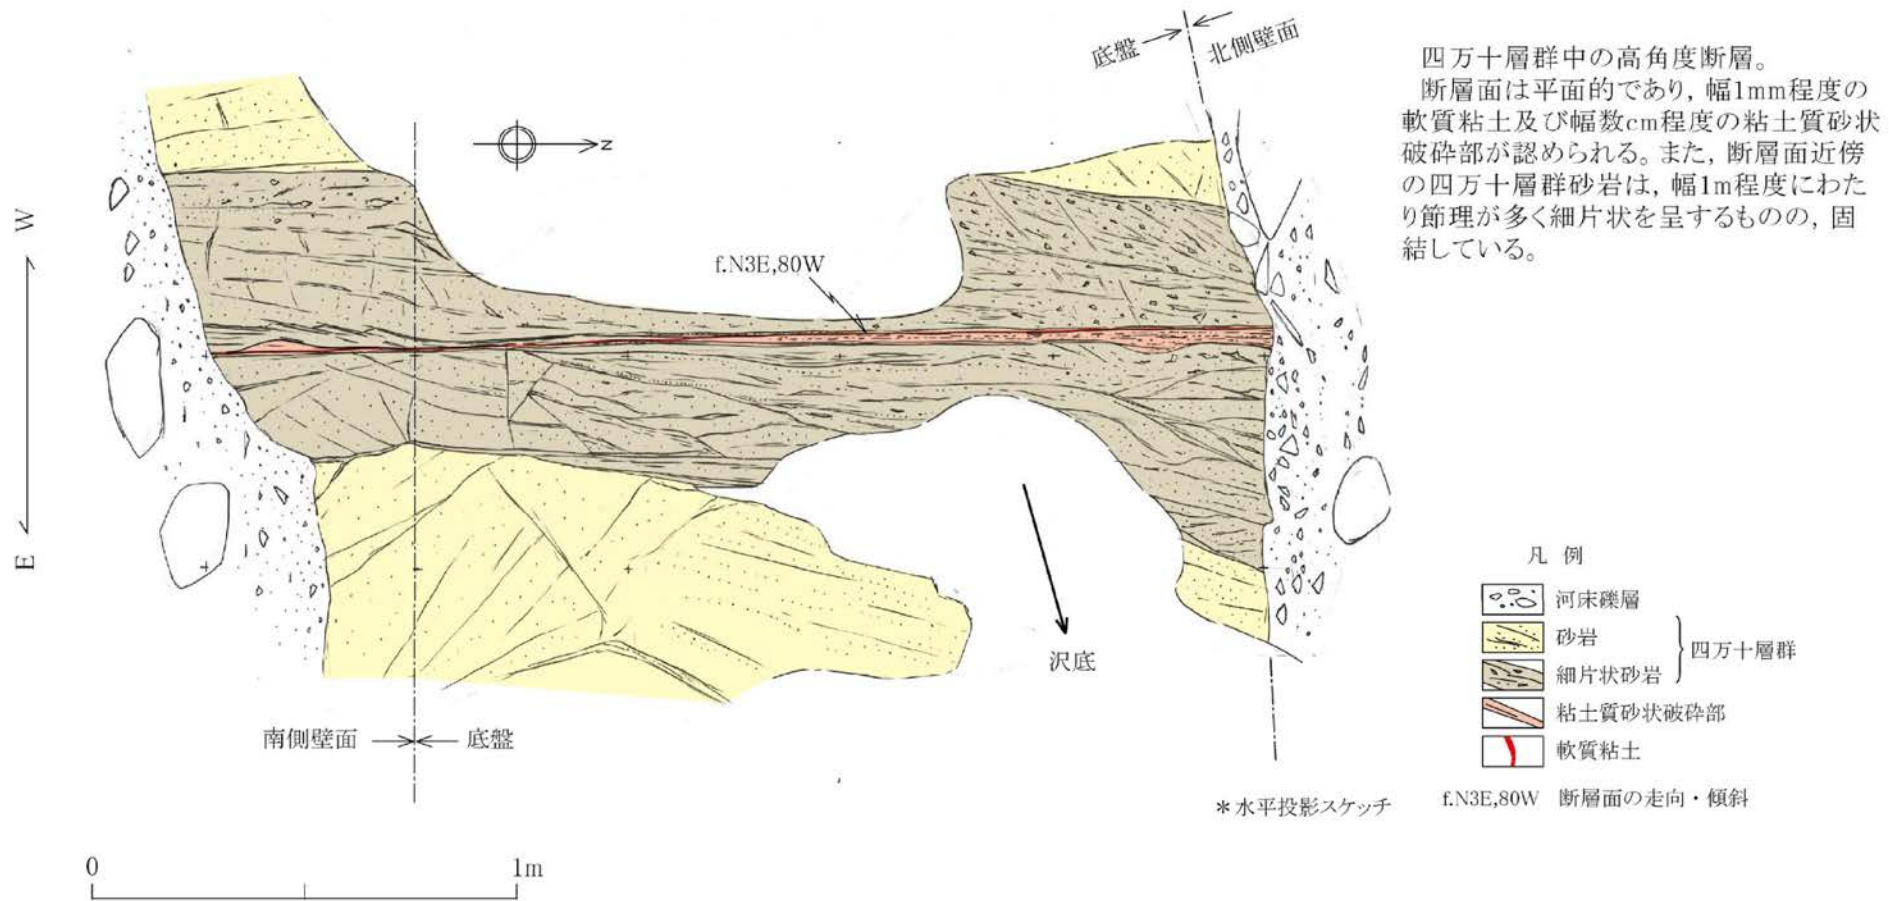 四万十層群中の高角度断層。
断層面は平面的であり，幅1mm程度の
軟質粘土及び幅数cm程度の粘土質砂状
破砕部が認められる。また，断層面近傍
の四万十層群砂岩は，幅1m程度にわた
り節理が多く細片状を呈するものの，固
結している。
底盤
北側壁面
N
W
E
f.N3E,80W
沢底
南側壁面
底盤
凡 例
河床礫層
砂岩
細片状砂岩
四万十層群
粘土質砂状破砕部
軟質粘土
f.N3E,80W 断層面の走向・傾斜
＊水平投影スケッチ
0 1m